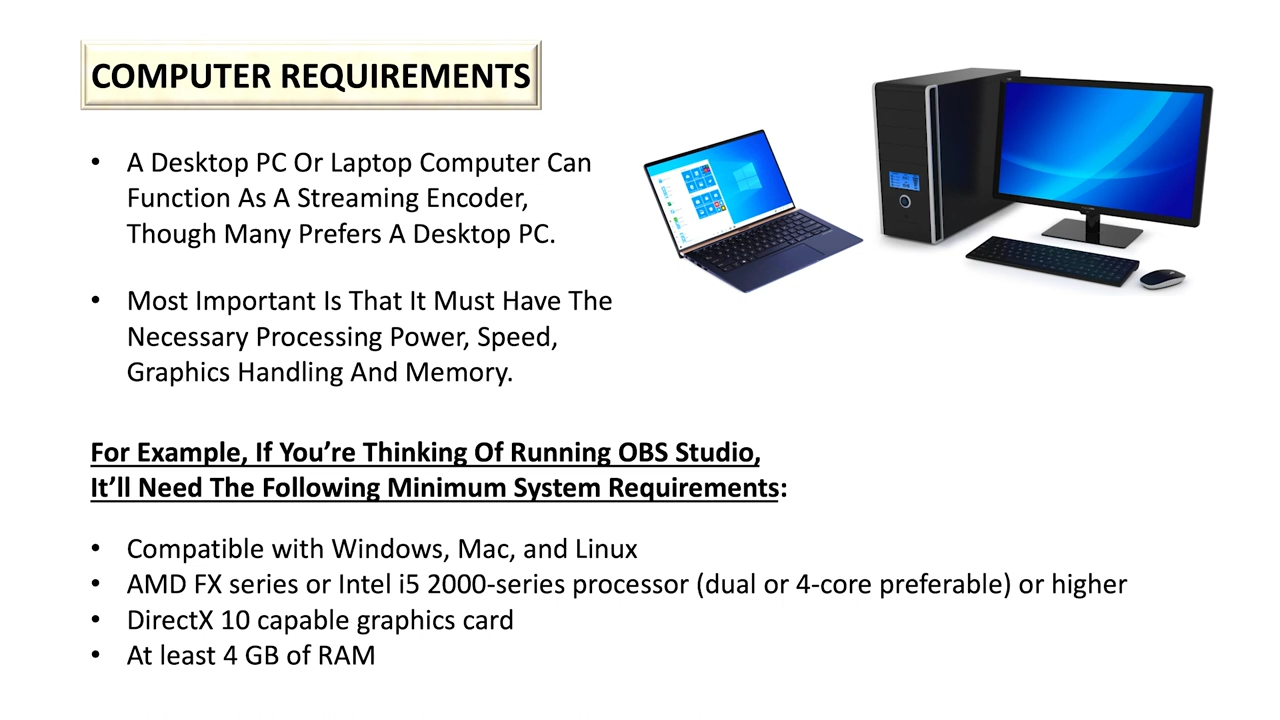 COMPUTER REQUIREMENTS
• A Desktop PC Or Laptop Computer Can
Function As A Streaming Encoder,
Though Many Prefers A Desktop PC.
• Most Important Is That It Must Have The
Necessary Processing Power, Speed,
Graphics Handling And Memory.
For Example, If You’re Thinking Of Running OBS Studio,
It’ll Need The Following Minimum System Requirements:
• Compatible with Windows, Mac, and Linux
• AMD FX series or Intel i5 2000-series processor (dual or 4-core preferable) or higher
• DirectX 10 capable graphics card
• At least 4 GB of RAM